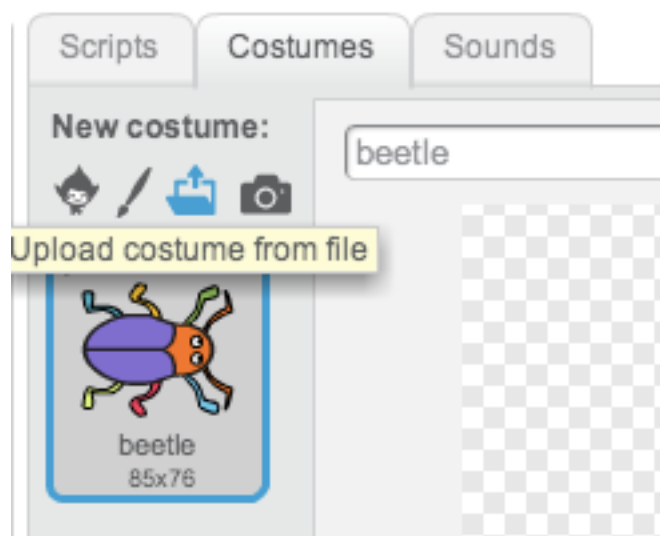 Scripts Costumes Sounds
New costume:
beetle
Upload costume from file
beetle
85x76